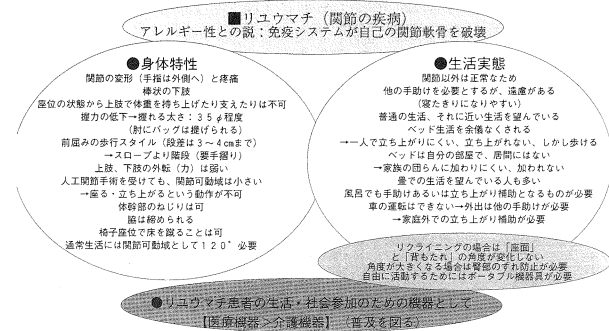 ■リユウマチ（関節の疾病）
アレルギー性との説：免疫システムが自己の関節軟骨を破壊
●身体特性
関節の変形（手指は外側へ）と疼痛
棒状の下肢
座位の状態から上肢で体重を持ち上げたり支えたりは不可
握力の低下→握れる太さ：３５φ程度
（肘にバッグは提げられる）
前屈みの歩行スタイル（段差は３～４㎝まで）
→スロープより階段（要手摺り）
上肢、下肢の外転（力）は弱い
人工関節手術を受けても、関節可動域は小さい
→座る・立ち上がるという動作が不可
体幹部のねじりは可
脇は締められる
椅子座位で床を蹴ることは可
通常生活には関節可動域として１２０°必要
●生活実態
関節以外は正常なため
他の手助けを必要とするが、遠慮がある
（寝たきりになりやすい）
普通の生活、それに近い生活を望んでいる
ベッド生活を余儀なくされる
→一人で立ち上がりにくい、立ち上がれない、しかし歩ける
ベッドは自分の部屋で、居間にはない
→家族の団らんに加わりにくい、加われない
畳での生活を望んでいる人も多い
風呂でも手助けあるいは立ち上がり補助となるものが必要
車の運転はできない→外出は他の手助けが必要
→家庭外での立ち上がり補助が必要
リクライニングの場合は「座面」
と「背もたれ」の角度が変化しない
角度が大きくなる場合は臀部のずれ防止が必要
自由に活動するためにはポータブル機器具が必要
●リユウマチ患者の生活・社会参加のための機器として
【医療機器＞介護機器】（普及を図る）